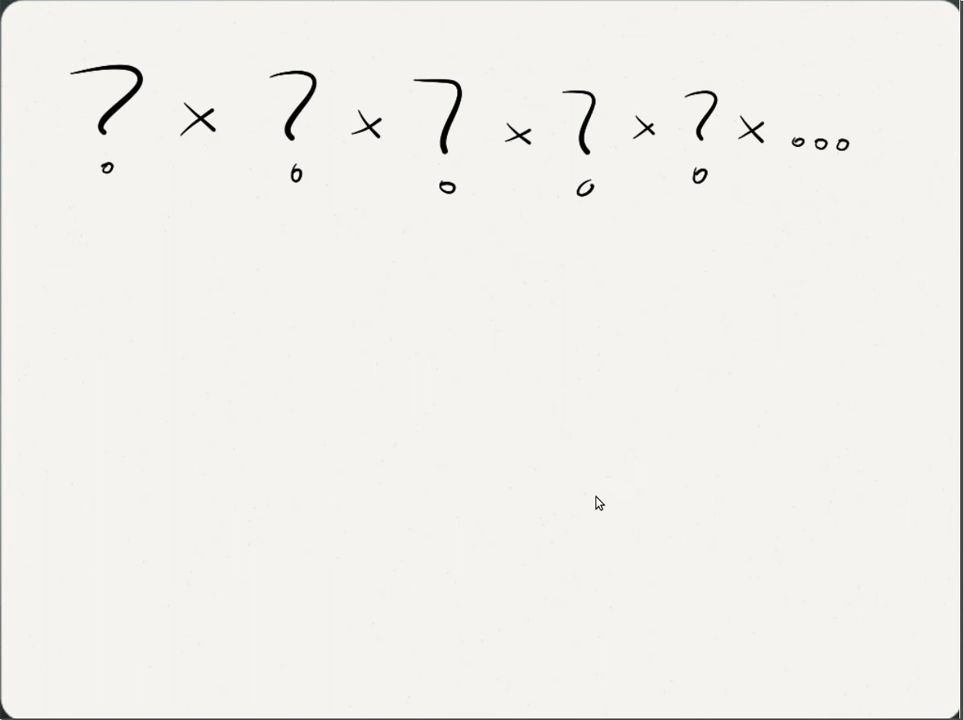 ? × ? × ? × ? × ? × ...